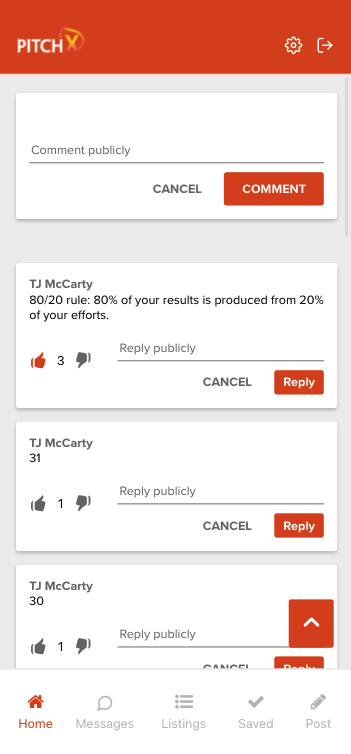 PITCH X
Comment publicly
CANCEL COMMENT
TJ McCarty
80/20 rule: 80% of your results is produced from 20%
of your efforts.
Reply publicly
3
CANCEL Reply
TJ McCarty
31
Reply publicly
1
CANCEL Reply
TJ McCarty
30
Reply publicly
1
CANCEL Reply
Home Messages Listings Saved Post